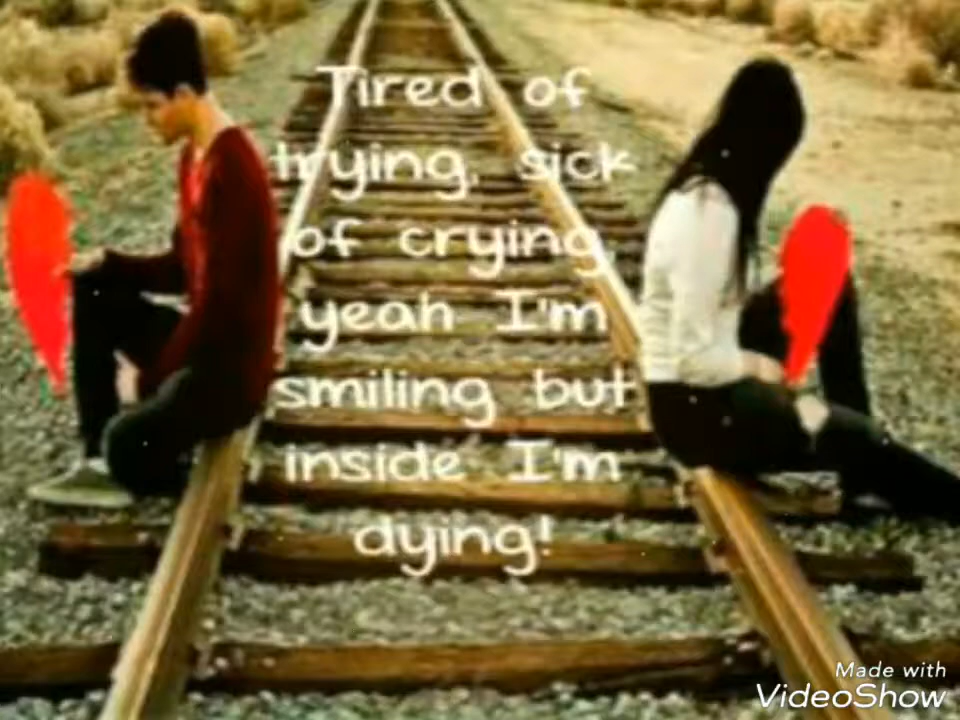 Tired of
trying, sick
of crying
yeah I'm
smiling but
inside I'm
dying!
Made with
VideoShow